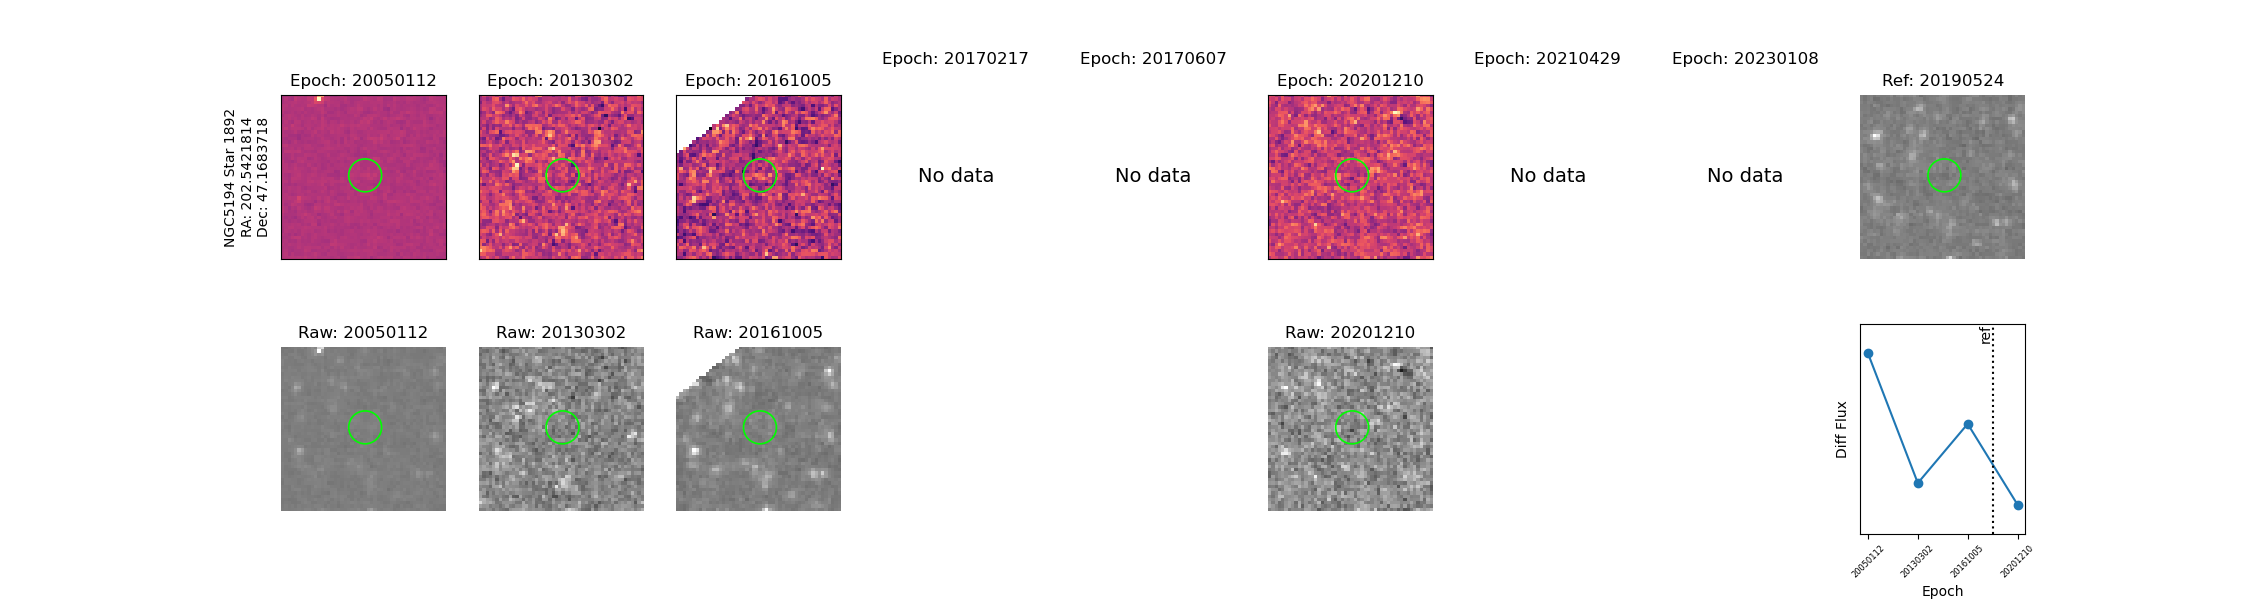 Epoch: 20170217
Epoch: 20170607
Epoch: 20210429
Epoch: 20230108
Epoch: 20050112
Epoch: 20130302
Epoch: 20161005
Epoch: 20201210
Ref: 20190524
NGC5194 Star 1892
RA: 202.5421814
Dec: 47.1683718
No data
No data
No data
No data
Raw: 20050112
Raw: 20130302
Raw: 20161005
Raw: 20201210
ref
Diff Flux
20050112
20130302
20161005
20201210
Epoch